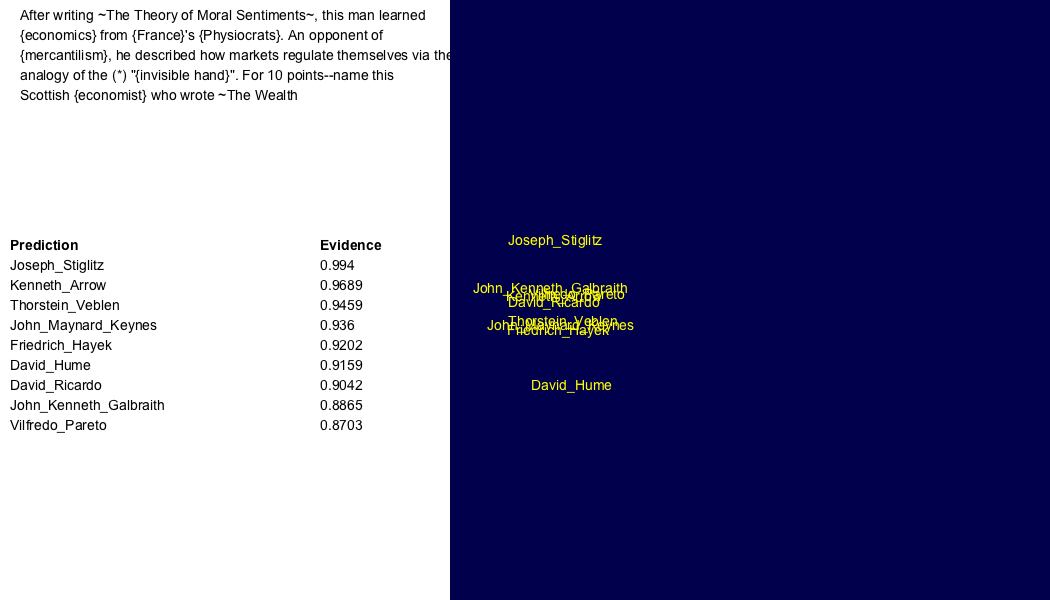 After writing ~The Theory of Moral Sentiments~, this man learned
{economics} from {France}'s {Physiocrats}. An opponent of
{mercantilism}, he described how markets regulate themselves via the
analogy of the (*) "{invisible hand}". For 10 points--name this
Scottish {economist} who wrote ~The Wealth
Prediction Evidence
Joseph_Stiglitz 0.994
Kenneth_Arrow 0.9689
Thorstein_Veblen 0.9459
John_Maynard_Keynes 0.936
Friedrich_Hayek 0.9202
David_Hume 0.9159
David_Ricardo 0.9042
John_Kenneth_Galbraith 0.8865
Vilfredo_Pareto 0.8703
Joseph_Stiglitz
John_Kenneth_Galbraith
Vilfredo_Pareto
Kenneth_Arrow
David_Ricardo
Thorstein_Veblen
John_Maynard_Keynes
Friedrich_Hayek
David_Hume